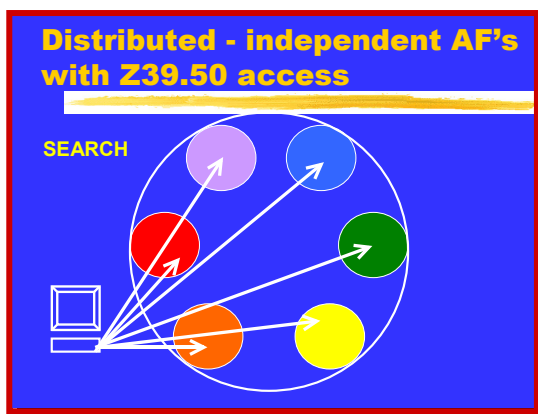 Distributed - independent AF’s
with Z39.50 access
SEARCH